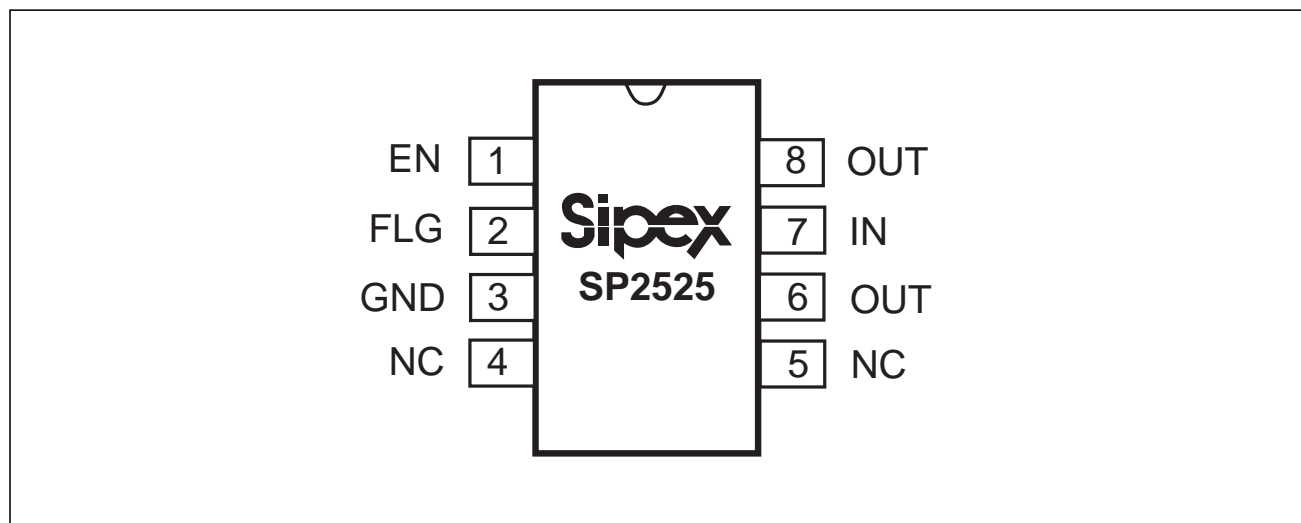 EN 1 8 OUT
FLG 2 Sipex 7 IN
SP2525
GND 3 6 OUT
NC 4 5 NC